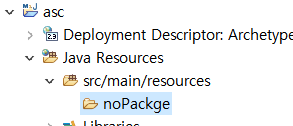 asc
Deployment Descriptor: Archetype
Java Resources
src/main/resources
noPackge
Libraries